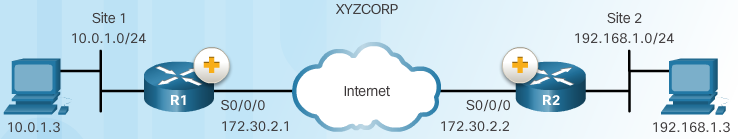 XYZCORP
Site 1
10.0.1.0/24
Site 2
192.168.1.0/24
R1
S0/0/0
172.30.2.1
Internet
S0/0/0
172.30.2.2
R2
10.0.1.3
192.168.1.3